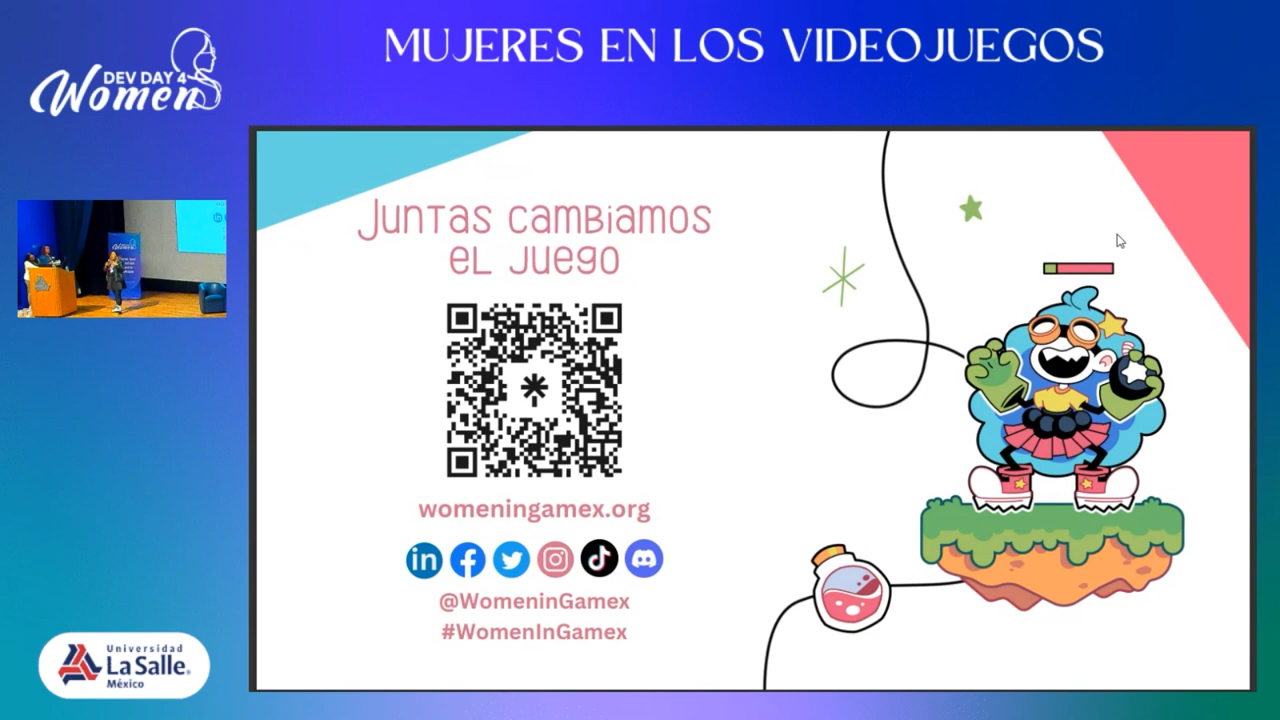 MUJERES EN LOS VIDEOJUEGOS
DEV DAY 4
Women
Juntas cambiamos
el juego
womeningamex.org
in
@WomeninGamex
#WomenInGamex
Universidad
La Salle®
México